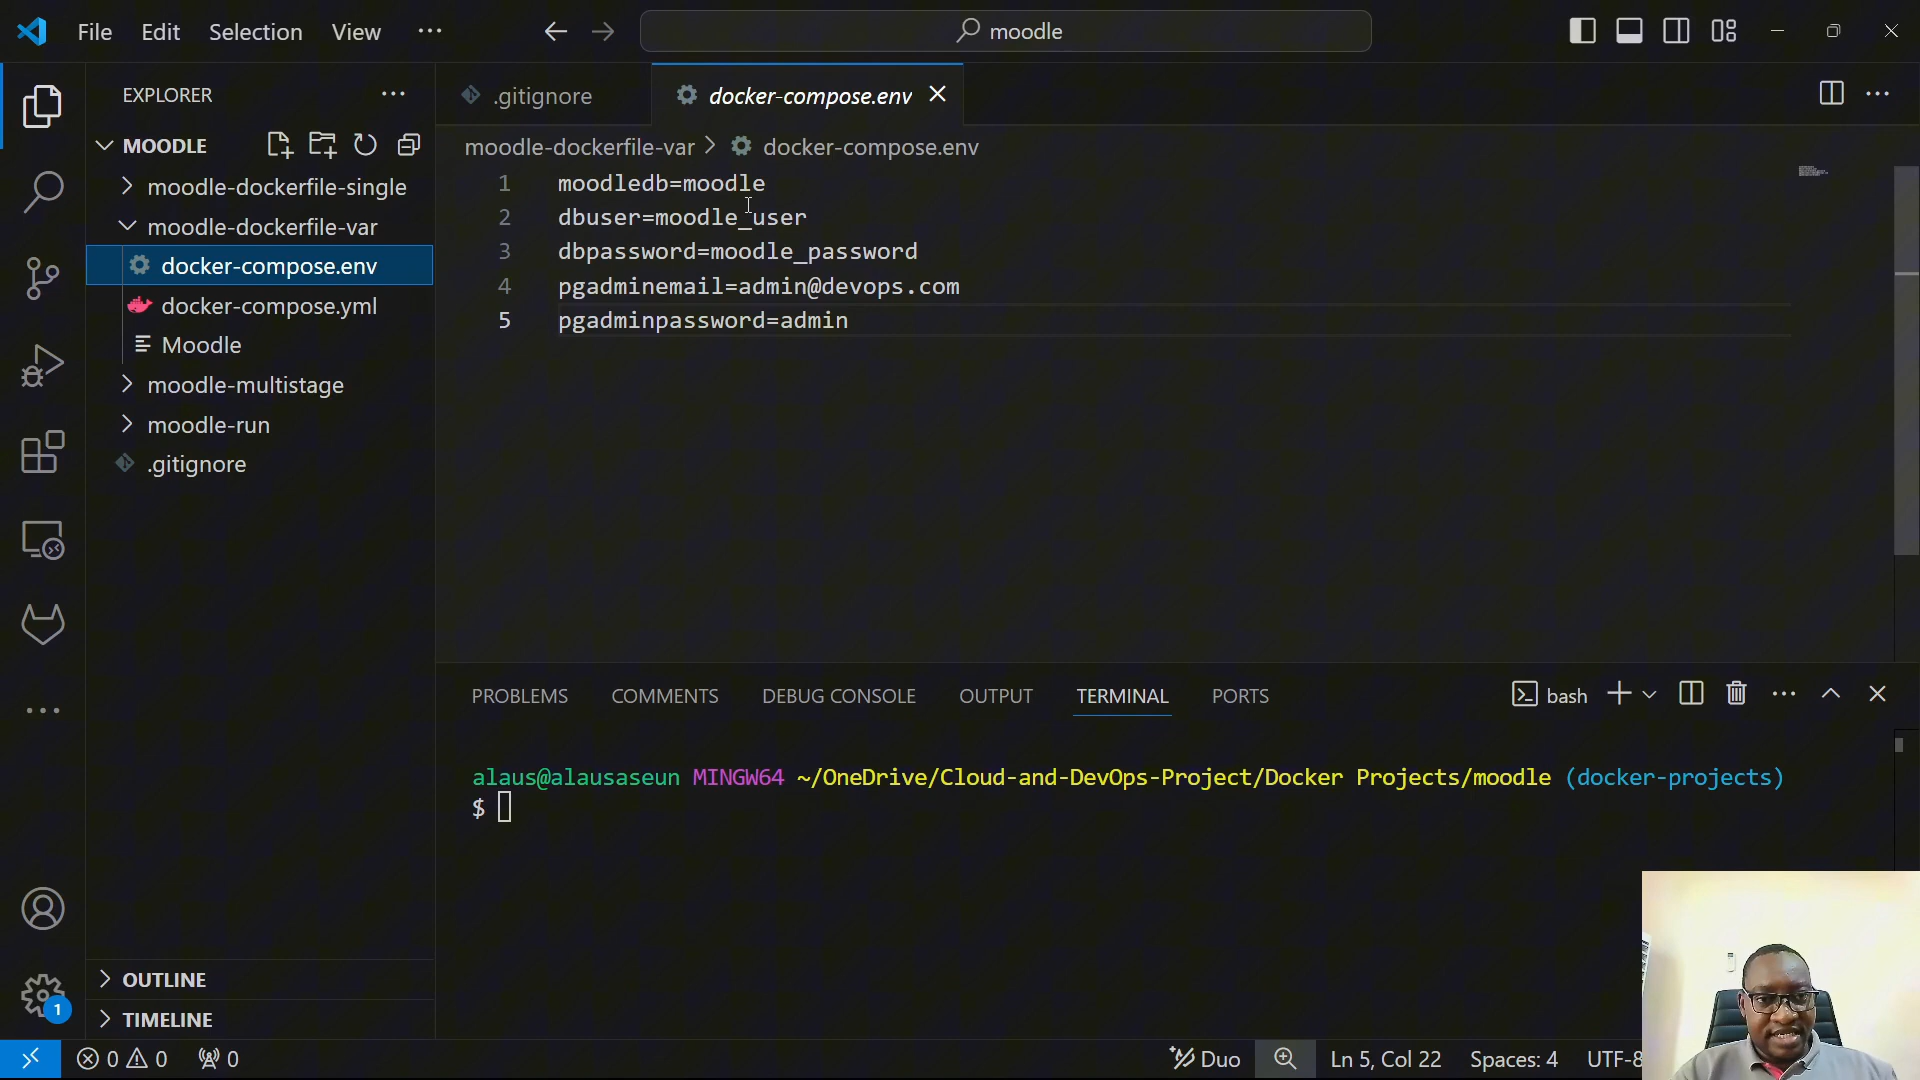 File Edit Selection View ··· moodle
EXPLORER ···
MOODLE
moodle-dockerfile-single
moodle-dockerfile-var
docker-compose.env
docker-compose.yml
Moodle
moodle-multistage
moodle-run
.gitignore
OUTLINE
TIMELINE
.gitignore docker-compose.env
moodle-dockerfile-var > docker-compose.env
1 moodledb=moodle
2 dbuser=moodle_user
3 dbpassword=moodle_password
4 pgadminemail=admin@devops.com
5 pgadminpassword=admin
PROBLEMS COMMENTS DEBUG CONSOLE OUTPUT TERMINAL PORTS bash
alaus@alausaseun MINGW64 ~/OneDrive/Cloud-and-DevOps-Project/Docker Projects/moodle (docker-projects)
$
1
0 0 0 Duo Ln 5, Col 22 Spaces: 4 UTF-8